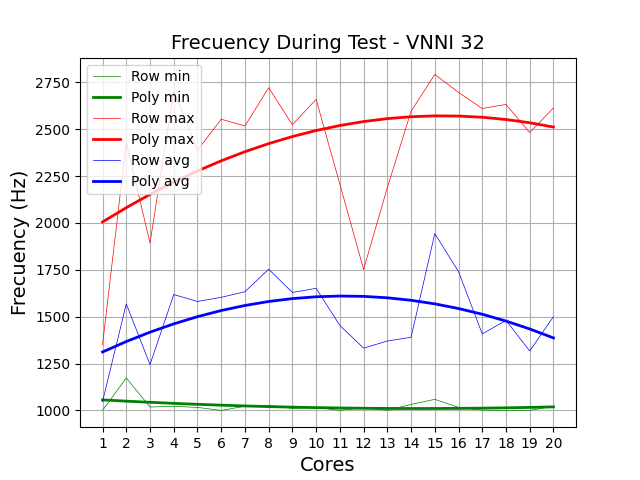 Frecuency During Test - VNNI 32
Frecuency (Hz)
2750
2500
2250
2000
1750
1500
1250
1000
Row min
Poly min
Row max
Poly max
Row avg
Poly avg
1 2 3 4 5 6 7 8 9 10 11 12 13 14 15 16 17 18 19 20
Cores